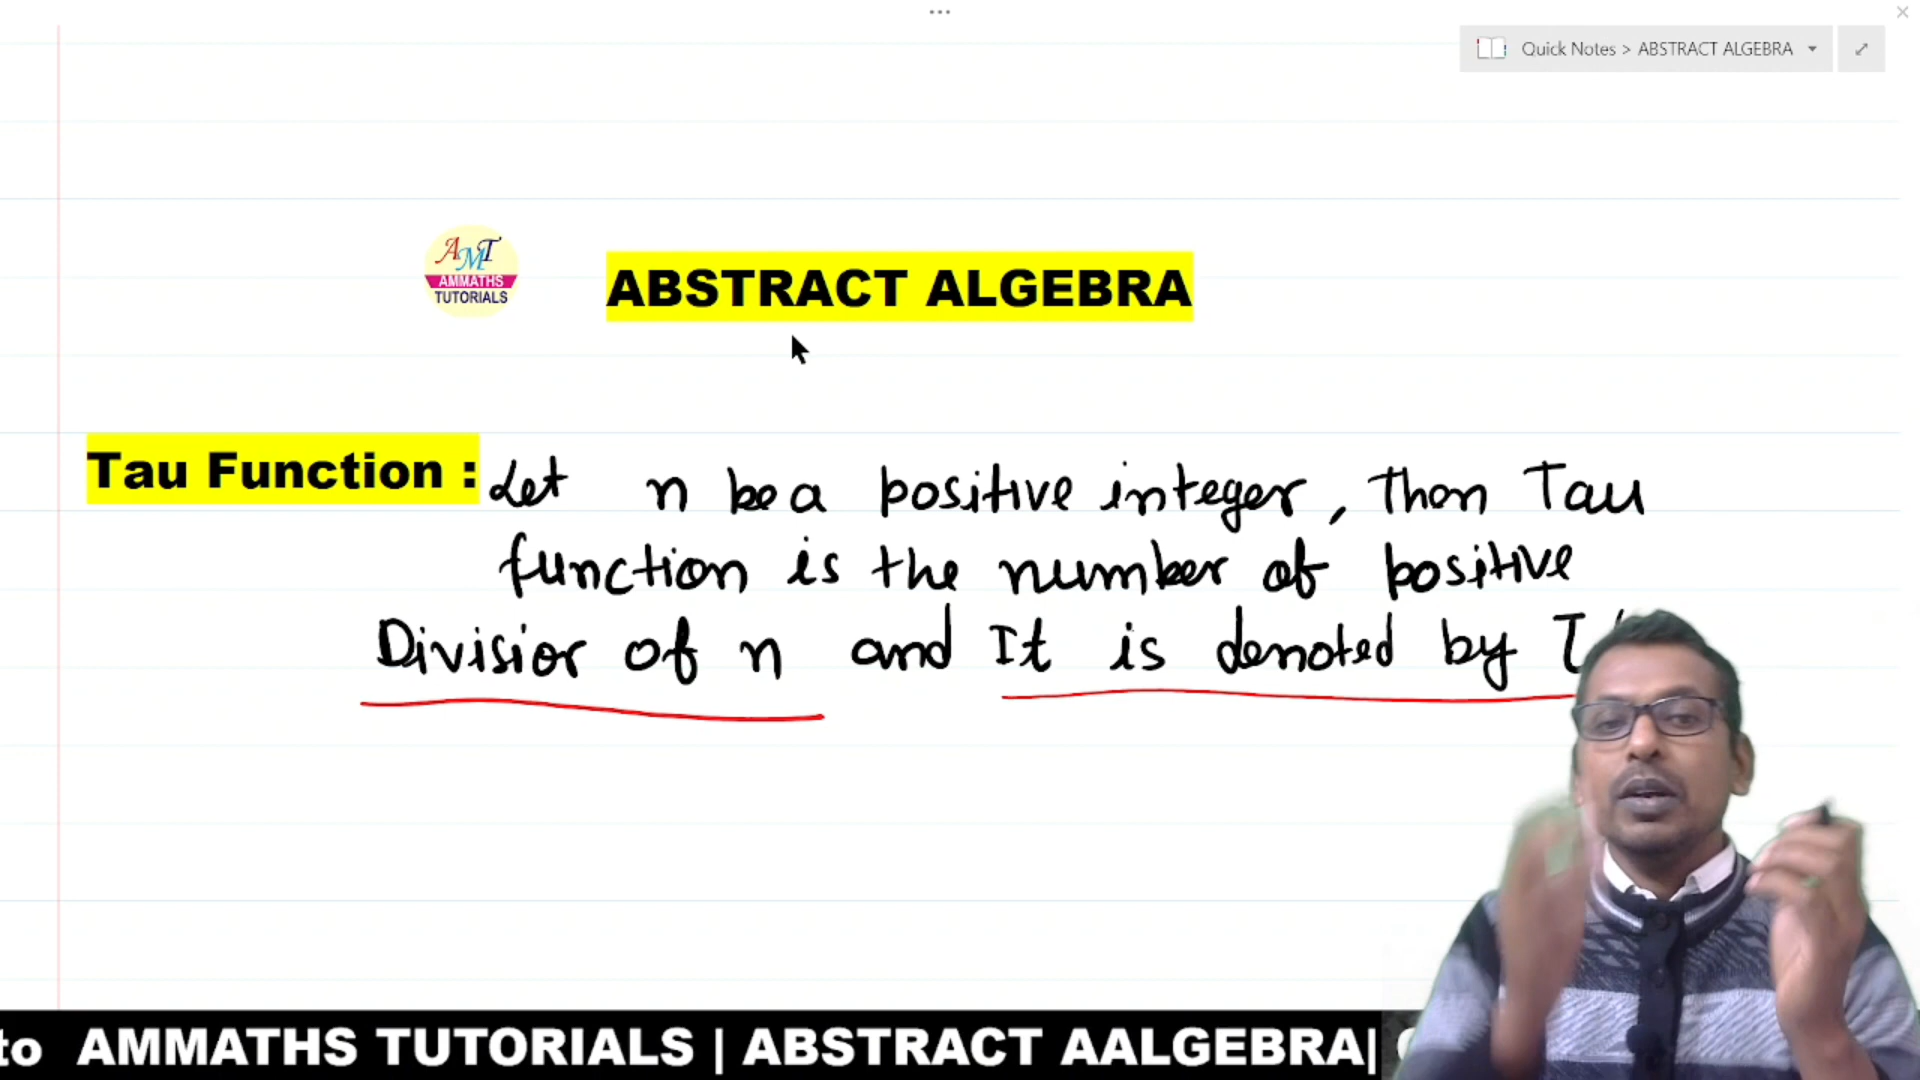 Quick Notes > ABSTRACT ALGEBRA
AMT
AMMATHS
TUTORIALS
ABSTRACT ALGEBRA
Tau Function : Let n be a positive integer, Then Tau
function is the number of positive
Divisior of n and It is denoted by τ
to AMMATHS TUTORIALS | ABSTRACT AALGEBRA|